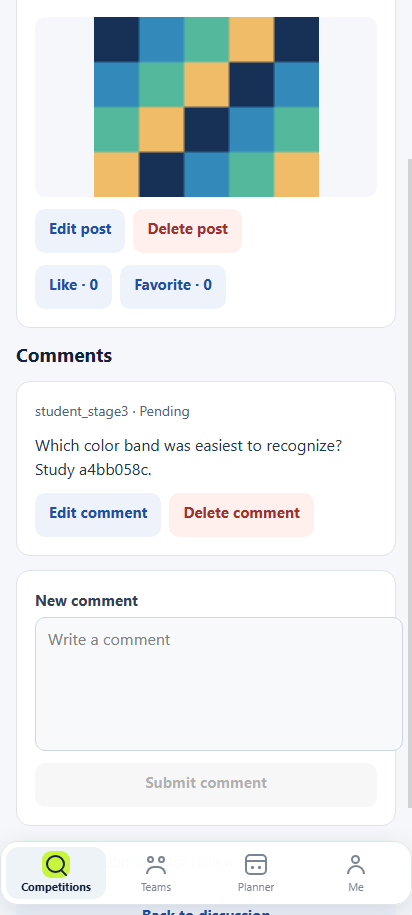 Edit post
Delete post
Like · 0
Favorite · 0
Comments
student_stage3 · Pending
Which color band was easiest to recognize?
Study a4bb058c.
Edit comment
Delete comment
New comment
Write a comment
Submit comment
Competitions
Teams
Planner
Me
Back to discussion